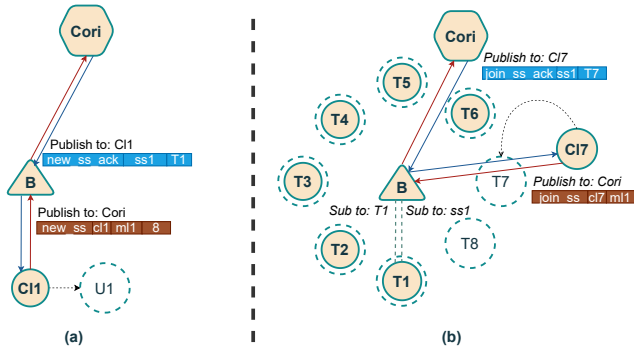 Cori
Publish to: Cl1
new_ss_ack ss1 T1
B
Publish to: Cori
new_ss cl1 ml1 8
Cl1
U1
(a)
Cori
Publish to: Cl7
join_ss_ack ss1 T7
T5
T6
T4
Cl7
T3
T7
B
Publish to: Cori
join_ss cl7 ml1
Sub to: T1
Sub to: ss1
T2
T8
T1
(b)